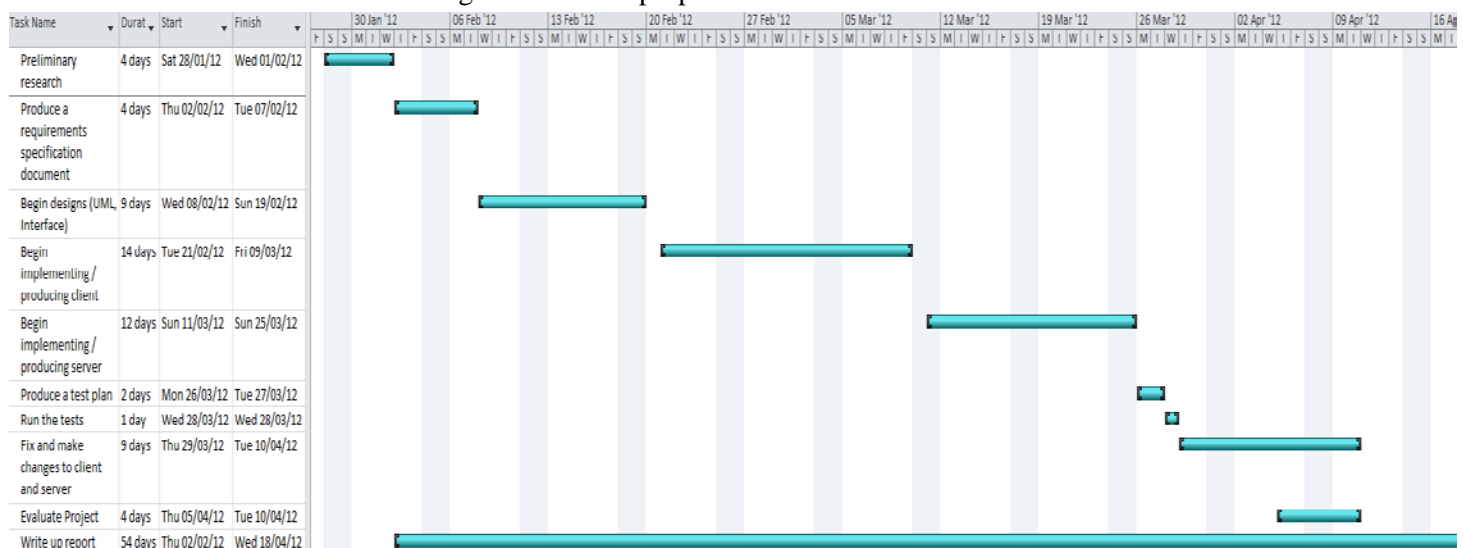 Task Name Durat Start Finish 30 Jan '12 06 Feb '12 13 Feb '12 20 Feb '12 27 Feb '12 05 Mar '12 12 Mar '12 19 Mar '12 26 Mar '12 02 Apr '12 09 Apr '12 16 Ap
F S S M T W T F S S M T W T F S S M T W T F S S M T W T F S S M T W T F S S M T W T F S S M T W T F S S M T W T F S S M T W T F S S M T W T F S S M T W T F S S M T
Preliminary 4 days Sat 28/01/12 Wed 01/02/12
research
Produce a 4 days Thu 02/02/12 Tue 07/02/12
requirements
specification
document
Begin designs (UML, 9 days Wed 08/02/12 Sun 19/02/12
Interface)
Begin 14 days Tue 21/02/12 Fri 09/03/12
implementing /
producing client
Begin 12 days Sun 11/03/12 Sun 25/03/12
implementing /
producing server
Produce a test plan 2 days Mon 26/03/12 Tue 27/03/12
Run the tests 1 day Wed 28/03/12 Wed 28/03/12
Fix and make 9 days Thu 29/03/12 Tue 10/04/12
changes to client
and server
Evaluate Project 4 days Thu 05/04/12 Tue 10/04/12
Write up report 54 days Thu 02/02/12 Wed 18/04/12